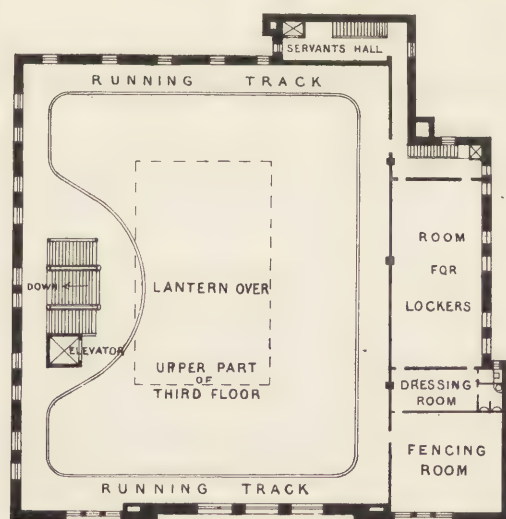 SERVANTS HALL
RUNNING TRACK
ROOM
FOR
LOCKERS
DOWN
LANTERN OVER
ELEVATOR
UPPER PART
OF
THIRD FLOOR
DRESSING
ROOM
FENCING
ROOM
RUNNING TRACK